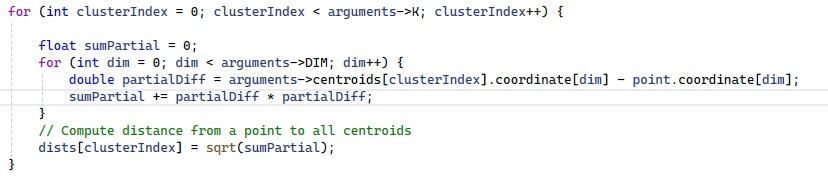 for (int clusterIndex = 0; clusterIndex < arguments->K; clusterIndex++) {
float sumPartial = 0;
for (int dim = 0; dim < arguments->DIM; dim++) {
double partialDiff = arguments->centroids[clusterIndex].coordinate[dim] - point.coordinate[dim];
sumPartial += partialDiff * partialDiff;
}
// Compute distance from a point to all centroids
dists[clusterIndex] = sqrt(sumPartial);
}